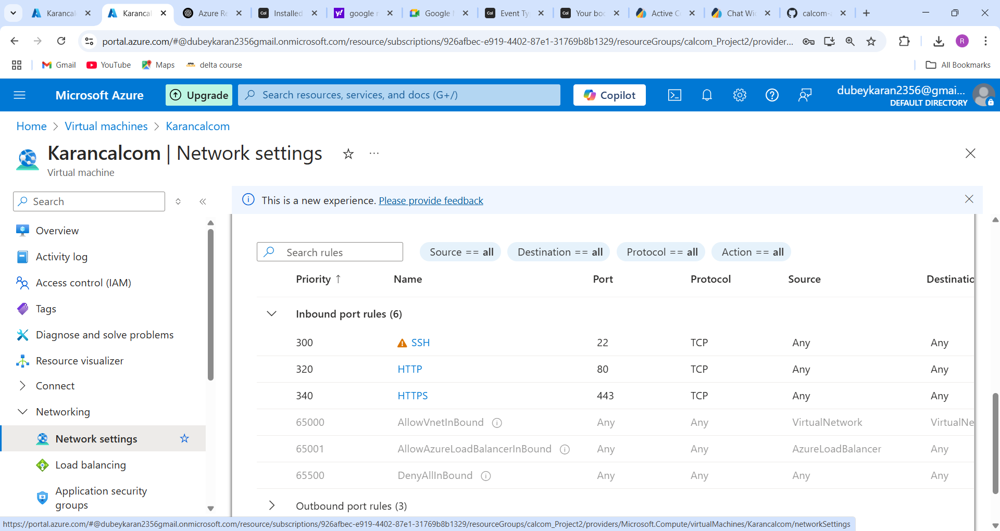 Karancal
Karancal
Azure Re
Installed
google r
Google
Event Ty
Your boo
Active C
Chat Wi
calcom-
portal.azure.com/#@dubeykaran2356gmail.onmicrosoft.com/resource/subscriptions/926afbec-e919-4402-87e1-31769b8b1329/resourceGroups/calcom_Project2/provider...
R
Gmail
YouTube
Maps
delta course
All Bookmarks
Microsoft Azure
Upgrade
Search resources, services, and docs (G+/)
Copilot
dubeykaran2356@gmai...
DEFAULT DIRECTORY
Home > Virtual machines > Karancalcom
Karancalcom | Network settings
Virtual machine
Search
This is a new experience. Please provide feedback
Overview
Activity log
Access control (IAM)
Tags
Diagnose and solve problems
Resource visualizer
Connect
Networking
Network settings
Load balancing
Application security
groups
Search rules
Source == all
Destination == all
Protocol == all
Action == all
Priority ↑ Name Port Protocol Source Destinatio
Inbound port rules (6)
300 SSH 22 TCP Any Any
320 HTTP 80 TCP Any Any
340 HTTPS 443 TCP Any Any
65000 AllowVnetInBound Any Any VirtualNetwork VirtualNe
65001 AllowAzureLoadBalancerInBound Any Any AzureLoadBalancer Any
65500 DenyAllInBound Any Any Any Any
Outbound port rules (3)
https://portal.azure.com/#@dubeykaran2356gmail.onmicrosoft.com/resource/subscriptions/926afbec-e919-4402-87e1-31769b8b1329/resourceGroups/calcom_Project2/providers/Microsoft.Compute/virtualMachines/Karancalcom/networkSettings